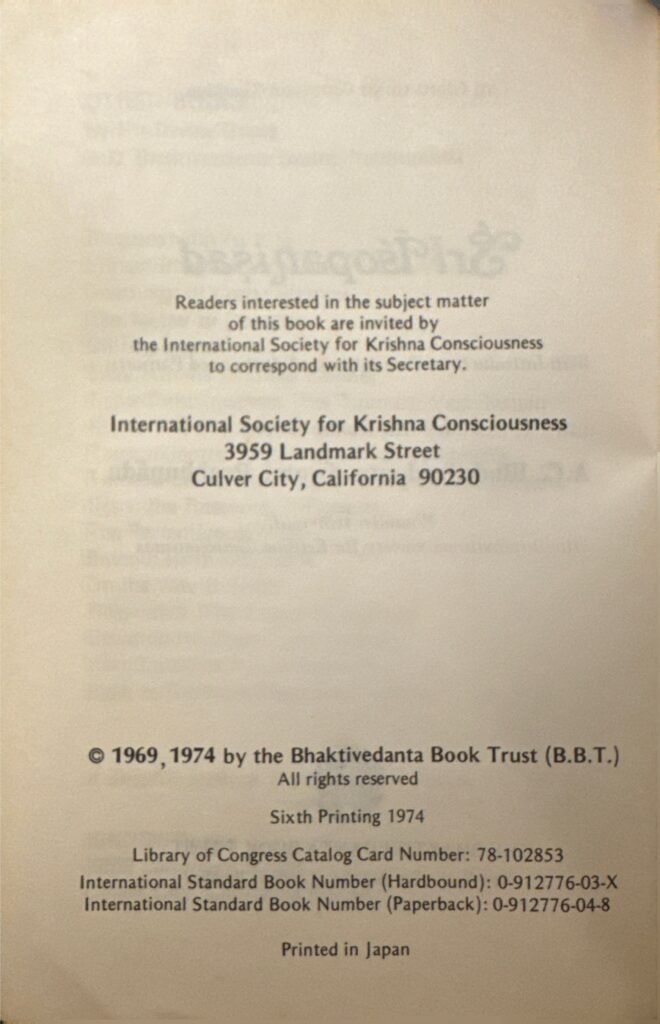 Readers interested in the subject matter
of this book are invited by
the International Society for Krishna Consciousness
to correspond with its Secretary.
International Society for Krishna Consciousness
3959 Landmark Street
Culver City, California 90230
© 1969, 1974 by the Bhaktivedanta Book Trust (B.B.T.)
All rights reserved
Sixth Printing 1974
Library of Congress Catalog Card Number: 78-102853
International Standard Book Number (Hardbound): 0-912776-03-X
International Standard Book Number (Paperback): 0-912776-04-8
Printed in Japan